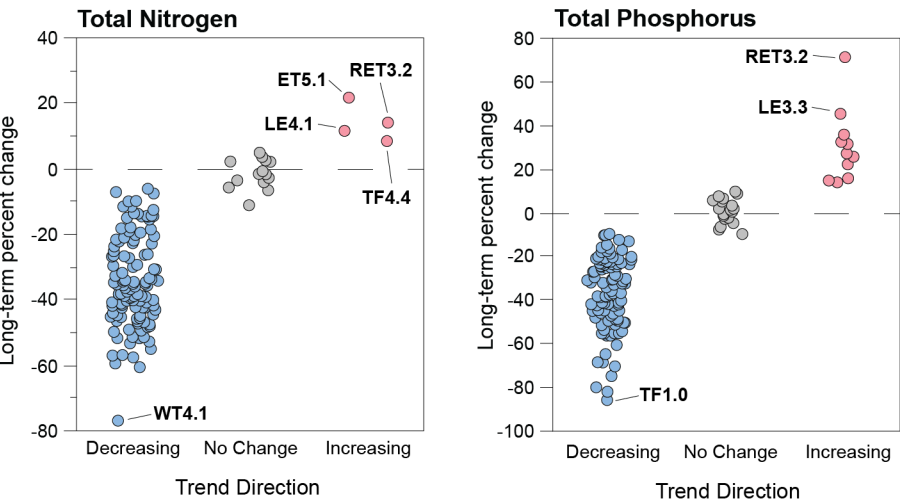 Total Nitrogen
Long-term percent change
40
20
0
-20
-40
-60
-80
ET5.1
RET3.2
LE4.1
TF4.4
WT4.1
Decreasing
No Change
Increasing
Trend Direction
Total Phosphorus
Long-term percent change
80
60
40
20
0
-20
-40
-60
-80
-100
RET3.2
LE3.3
TF1.0
Decreasing
No Change
Increasing
Trend Direction